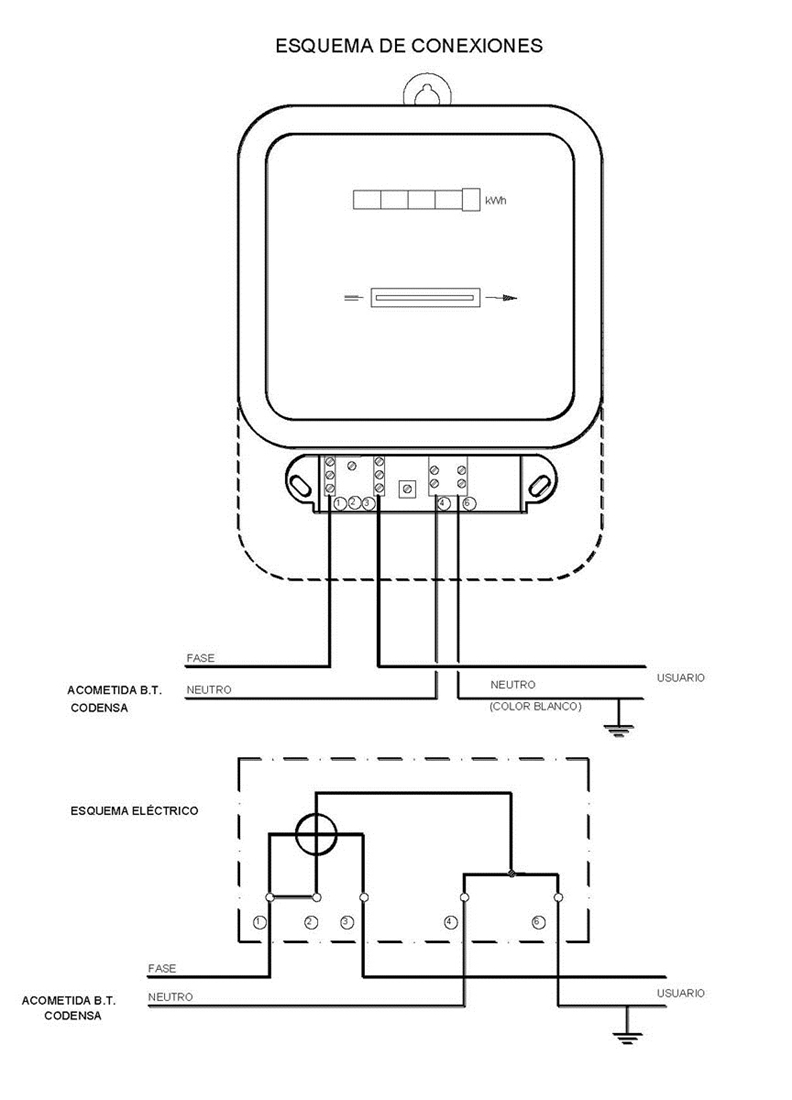 ESQUEMA DE CONEXIONES
kWh
1 2 3 4 6
FASE
ACOMETIDA B.T.
CODENSA
NEUTRO
NEUTRO
(COLOR BLANCO)
USUARIO
ESQUEMA ELÉCTRICO
1 2 3 4 6
FASE
ACOMETIDA B.T.
CODENSA
NEUTRO
USUARIO